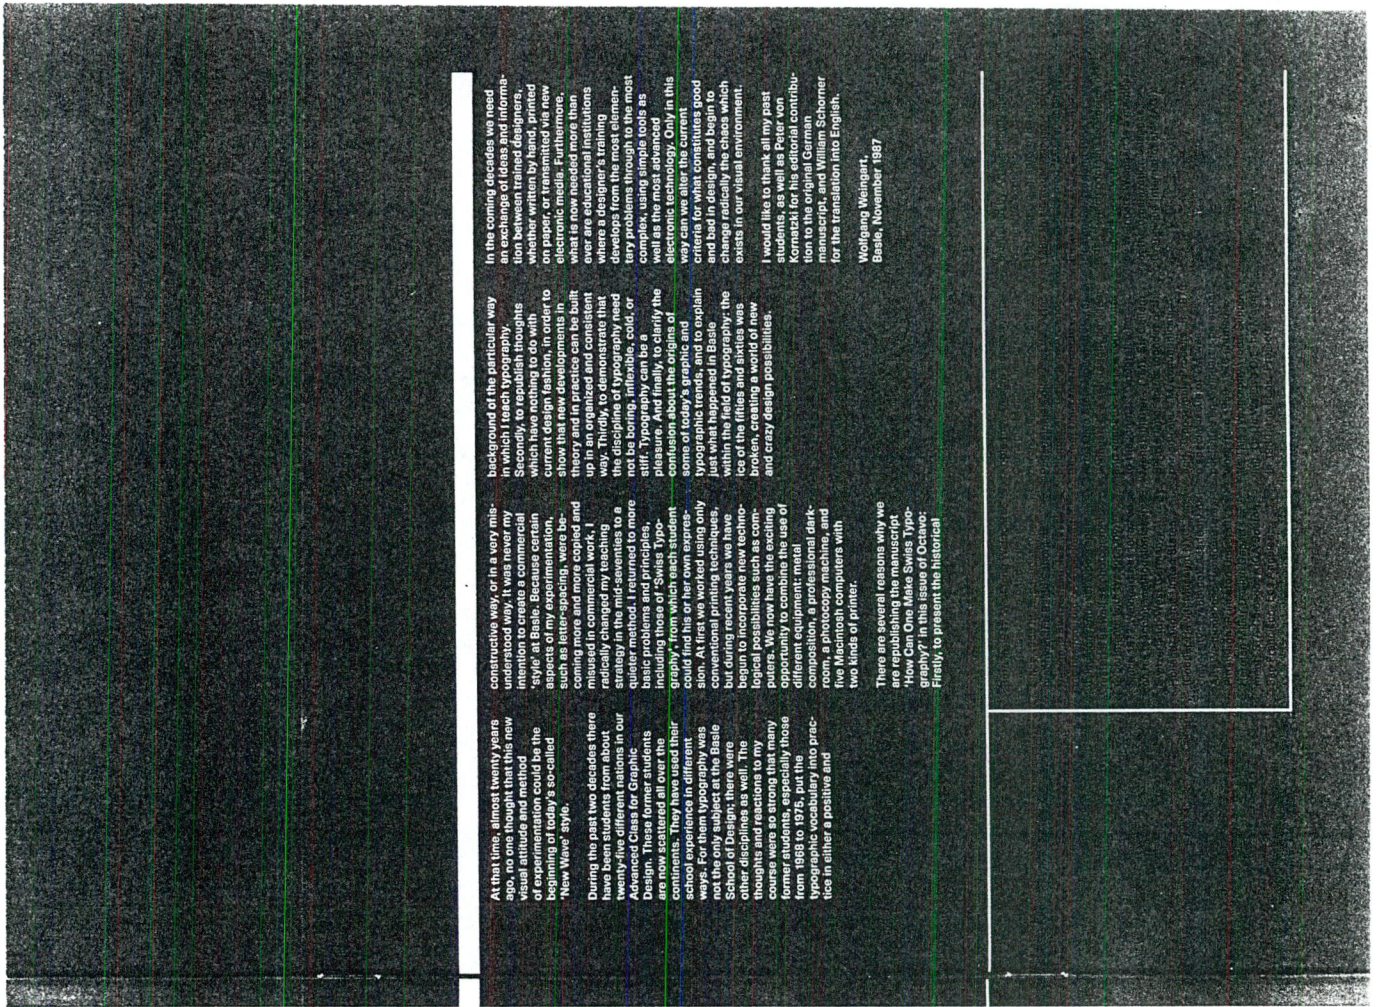 At that time, almost twenty years
ago, no one thought that this new
visual attitude and method
of experimentation could be the
beginning of today's so-called
'New Wave' style.
During the past two decades there
have been students from about
twenty-five different nations in our
Advanced Class for Graphic
Design. These former students
are now scattered all over the
continents. They have used their
school experience in different
ways. For them typography was
not the only subject at the Basle
School of Design; there were
other disciplines as well. The
thoughts and reactions to my
course were so strong that many
former students, especially those
from 1968 to 1975, put the
typographic vocabulary into prac-
tice in either a positive and
constructive way, or in a very mis-
understood way. It was never my
intention to create a commercial
'style' at Basle. Because certain
aspects of my experimentation,
such as letter-spacing, were be-
coming more and more copied and
misused in commercial work, I
radically changed my teaching
strategy in the mid-seventies to a
quieter method. I returned to more
basic problems and principles,
including those of 'Swiss Typo-
graphy', from which each student
could find his or her own expres-
sion. At first we worked using only
conventional printing techniques,
but during recent years we have
begun to incorporate new techno-
logical possibilities such as com-
puters. We now have the exciting
opportunity to combine the use of
different equipment: metal
composition, a professional dark-
room, a photocopy machine, and
five Macintosh computers with
two kinds of printer.
There are several reasons why we
are republishing the manuscript
'How Can One Make Swiss Typo-
graphy?' in this issue of Octavo:
Firstly, to present the historical
background of the particular way
in which I teach typography.
Secondly, to republish thoughts
which have nothing to do with
current design fashion, in order to
show that new developments in
theory and in practice can be built
up in an organized and consistent
way. Thirdly, to demonstrate that
the discipline of typography need
not be boring, inflexible, cold, or
stiff. Typography can be a
pleasure. And finally, to clarify the
confusion about the origins of
some of today's graphic and
typographic trends, and to explain
just what happened in Basle
within the field of typography: the
ice of the fifties and sixties was
broken, creating a world of new
and crazy design possibilities.
In the coming decades we need
an exchange of ideas and informa-
tion between trained designers,
whether written by hand, printed
on paper, or transmitted via new
electronic media. Furthermore,
what is now needed more than
ever are educational institutions
where a designer's training
develops from the most elemen-
tary problems through to the most
complex, using simple tools as
well as the most advanced
electronic technology. Only in this
way can we alter the current
criteria for what constitutes good
and bad in design, and begin to
change radically the chaos which
exists in our visual environment.
I would like to thank all my past
students, as well as Peter von
Kornatzki for his editorial contribu-
tion to the original German
manuscript, and William Schorner
for the translation into English.
Wolfgang Weingart,
Basle, November 1987